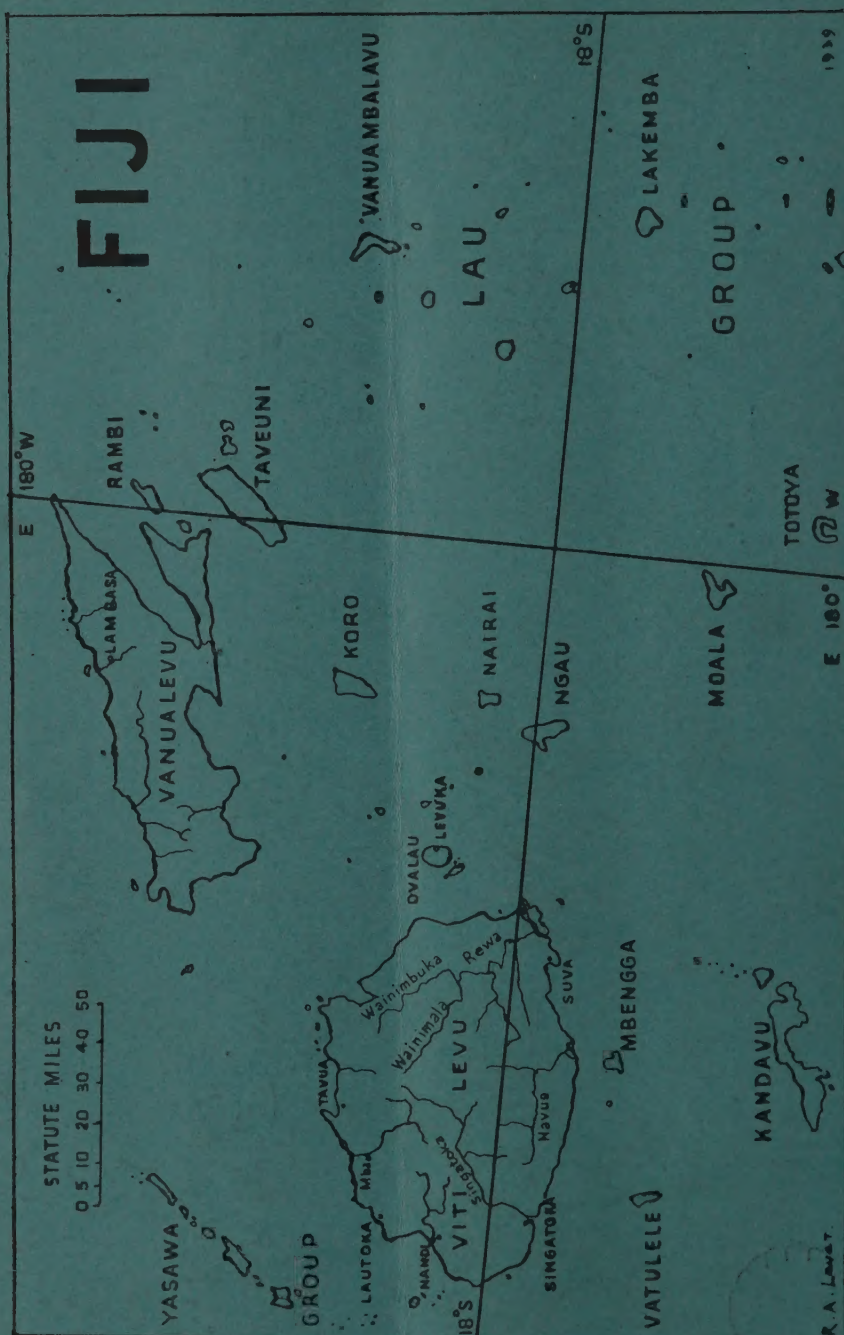 FIJI
STATUTE MILES
0 5 10 20 30 40 50
E 180°W
YASAWA
GROUP
LAMBASA
VANUALEVU
RAMBI
TAVEUNI
KORO
VANUAMBALAVU
LAU
GROUP
LAKEMBA
NAIRAI
NGAU
OVALAU
LEVUKA
TAVUA
Mba
LAUTOKA
NANDI
VITI
LEVU
Wainimbuka
Wainimala
Rewa
Singatoka
Navua
SINGATOKA
SUVA
18°S
18°S
MBENGGA
VATULELE
KANDAVU
MOALA
TOTOYA
E 180° W
1939